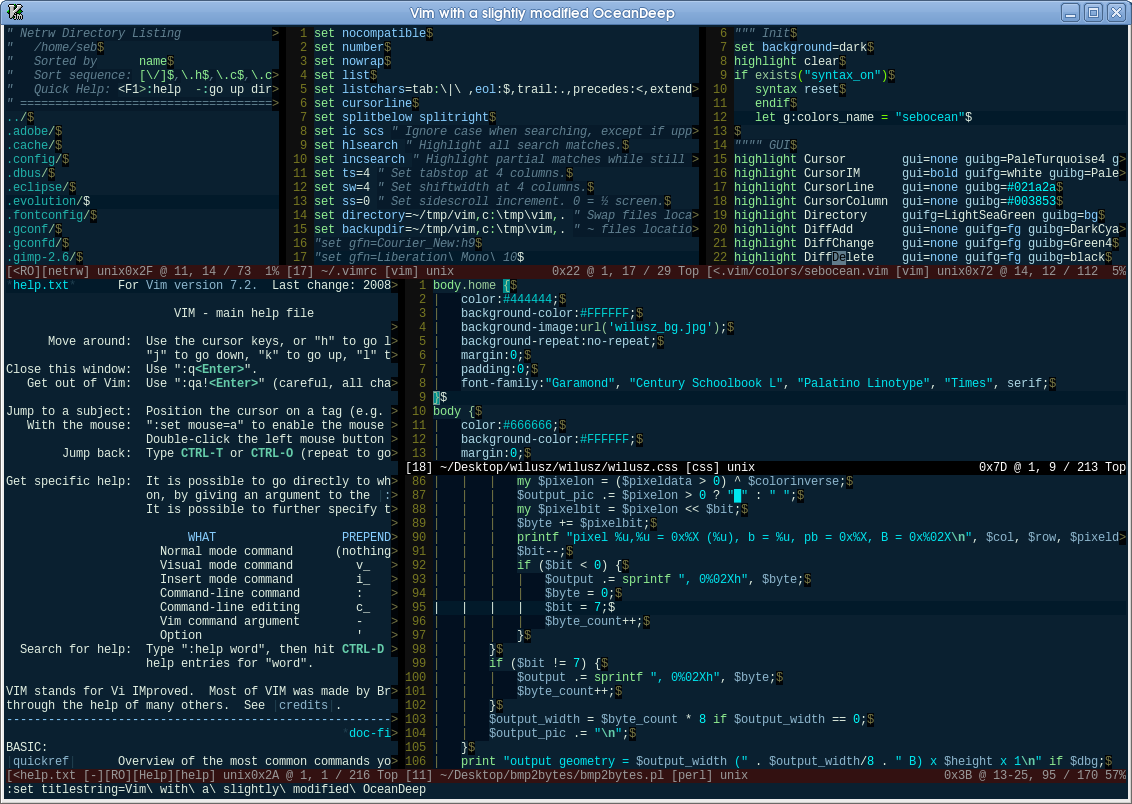 Vim with a slightly modified OceanDeep
" Netrw Directory Listing >
"   /home/seb$
"   Sorted by      name$
"   Sort sequence: [\/]$,\.h$,\.c$,\.c>
"   Quick Help: <F1>:help  -:go up dir>
" ====================================>
../$
.adobe/$
.cache/$
.config/$
.dbus/$
.eclipse/$
.evolution/$
.fontconfig/$
.gconf/$
.gconfd/$
.gimp-2.6/$
[<RO][netrw] unix0x2F @ 11, 14 / 73  1%
1 set nocompatible$
2 set number$
3 set nowrap$
4 set list$
5 set listchars=tab:\|\ ,eol:$,trail:.,precedes:<,extend>
6 set cursorline$
7 set splitbelow splitright$
8 set ic scs " Ignore case when searching, except if upp>
9 set hlsearch " Highlight all search matches.$
10 set incsearch " Highlight partial matches while still >
11 set ts=4 " Set tabstop at 4 columns.$
12 set sw=4 " Set shiftwidth at 4 columns.$
13 set ss=0 " Set sidescroll increment. 0 = ½ screen.$
14 set directory=~/tmp/vim,c:\tmp\vim,. " Swap files loca>
15 set backupdir=~/tmp/vim,c:\tmp\vim,. " ~ files locatio>
16 "set gfn=Courier_New:h9$
17 "set gfn=Liberation\ Mono\ 10$
[17] ~/.vimrc [vim] unix 0x22 @ 1, 17 / 29 Top
6 """ Init$
7 set background=dark$
8 highlight clear$
9 if exists("syntax_on")$
10    syntax reset$
11    endif$
12    let g:colors_name = "sebocean"$
13 $
14 """" GUI$
15 highlight Cursor        gui=none guibg=PaleTurquoise4 g>
16 highlight CursorIM      gui=bold guifg=white guibg=Pale>
17 highlight CursorLine    gui=none guibg=#021a2a$
18 highlight CursorColumn  gui=none guibg=#003853$
19 highlight Directory     guifg=LightSeaGreen guibg=bg$
20 highlight DiffAdd       gui=none guifg=fg guibg=DarkCya>
21 highlight DiffChange    gui=none guifg=fg guibg=Green4$
22 highlight DiffDelete    gui=none guifg=fg guibg=black$
[<.vim/colors/sebocean.vim [vim] unix0x72 @ 14, 12 / 112  5%
*help.txt*      For Vim version 7.2.  Last change: 2008>
VIM - main help file
>
Move around:  Use the cursor keys, or "h" to go l>
"j" to go down, "k" to go up, "l" t>
Close this window:  Use ":q<Enter>".
Get out of Vim:  Use ":qa!<Enter>" (careful, all cha>
Jump to a subject:  Position the cursor on a tag (e.g. >
With the mouse:  ":set mouse=a" to enable the mouse >
Double-click the left mouse button >
Jump back:  Type CTRL-T or CTRL-O (repeat to go>
Get specific help:  It is possible to go directly to wh>
on, by giving an argument to the |:>
It is possible to further specify t>
>
WHAT                  PREPEND>
Normal mode command      (nothing>
Visual mode command         v_   >
Insert mode command         i_   >
Command-line command        :    >
Command-line editing        c_   >
Vim command argument        -    >
Option                      '    >
Search for help:  Type ":help word", then hit CTRL-D >
help entries for "word".
VIM stands for Vi IMproved.  Most of VIM was made by Br>
through the help of many others.  See |credits|.
------------------------------------------------------->
*doc-fi>
BASIC:
|quickref|      Overview of the most common commands yo>
[<help.txt [-][RO][Help][help] unix0x2A @ 1, 1 / 216 Top
1 body.home {$
2 |   color:#444444;$
3 |   background-color:#FFFFFF;$
4 |   background-image:url('wilusz_bg.jpg');$
5 |   background-repeat:no-repeat;$
6 |   margin:0;$
7 |   padding:0;$
8 |   font-family:"Garamond", "Century Schoolbook L", "Palatino Linotype", "Times", serif;$
9 }$
10 body {$
11 |   color:#666666;$
12 |   background-color:#FFFFFF;$
13 |   margin:0;$
[18] ~/Desktop/wilusz/wilusz/wilusz.css [css] unix 0x7D @ 1, 9 / 213 Top
86 |   |   |   my $pixelon = ($pixeldata > 0) ^ $colorinverse;$
87 |   |   |   $output_pic .= $pixelon > 0 ? "█" : " ";$
88 |   |   |   my $pixelbit = $pixelon << $bit;$
89 |   |   |   $byte += $pixelbit;$
90 |   |   |   printf "pixel %u,%u = 0x%X (%u), b = %u, pb = 0x%X, B = 0x%02X\n", $col, $row, $pixeld>
91 |   |   |   $bit--;$
92 |   |   |   if ($bit < 0) {$
93 |   |   |   |   $output .= sprintf ", 0%02Xh", $byte;$
94 |   |   |   |   $byte = 0;$
95 |   |   |   |   $bit = 7;$
96 |   |   |   |   $byte_count++;$
97 |   |   |   }$
98 |   |   }$
99 |   |   if ($bit != 7) {$
100 |   |   |   $output .= sprintf ", 0%02Xh", $byte;$
101 |   |   |   $byte_count++;$
102 |   |   }$
103 |   |   $output_width = $byte_count * 8 if $output_width == 0;$
104 |   |   $output_pic .= "\n";$
105 |   }$
106 |   print "output geometry = $output_width (" . $output_width/8 . " B) x $height x 1\n" if $dbg;$
[11] ~/Desktop/bmp2bytes/bmp2bytes.pl [perl] unix 0x3B @ 13-25, 95 / 170 57%
:set titlestring=Vim\ with\ a\ slightly\ modified\ OceanDeep